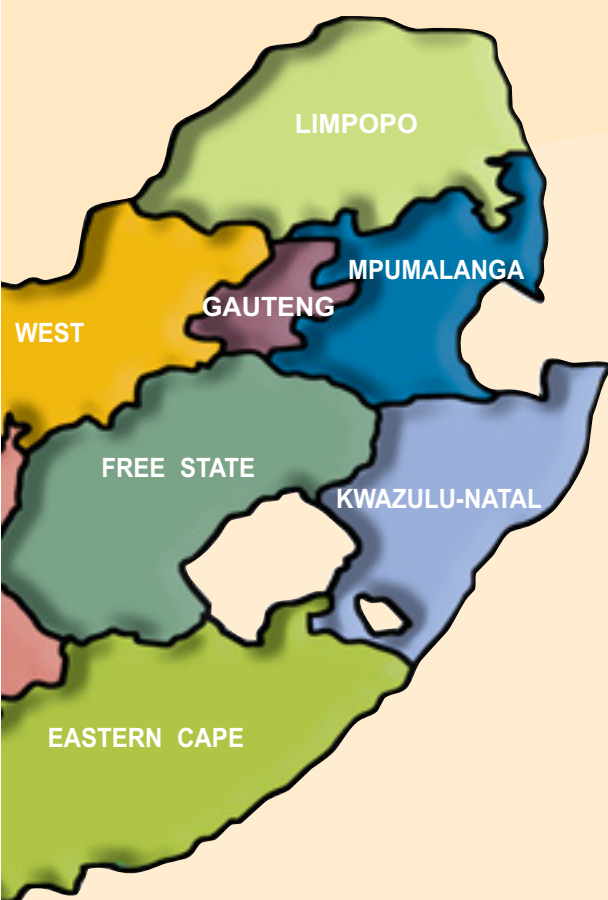 LIMPOPO
MPUMALANGA
GAUTENG
WEST
FREE STATE
KWAZULU-NATAL
EASTERN CAPE